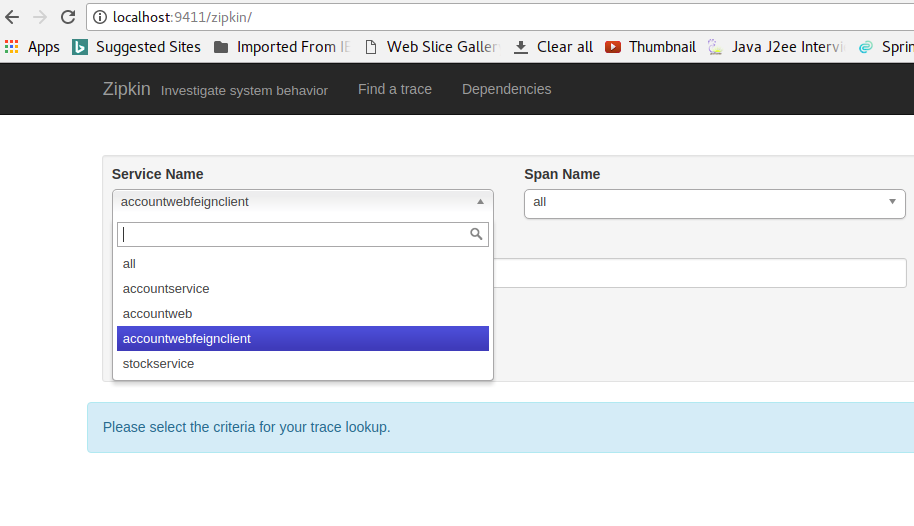 localhost:9411/zipkin/
Apps Suggested Sites Imported From IE Web Slice Galler Clear all Thumbnail Java J2ee Intervi Sprin
Zipkin Investigate system behavior Find a trace Dependencies
Service Name Span Name
accountwebfeignclient all
all
accountservice
accountweb
accountwebfeignclient
stockservice
Please select the criteria for your trace lookup.